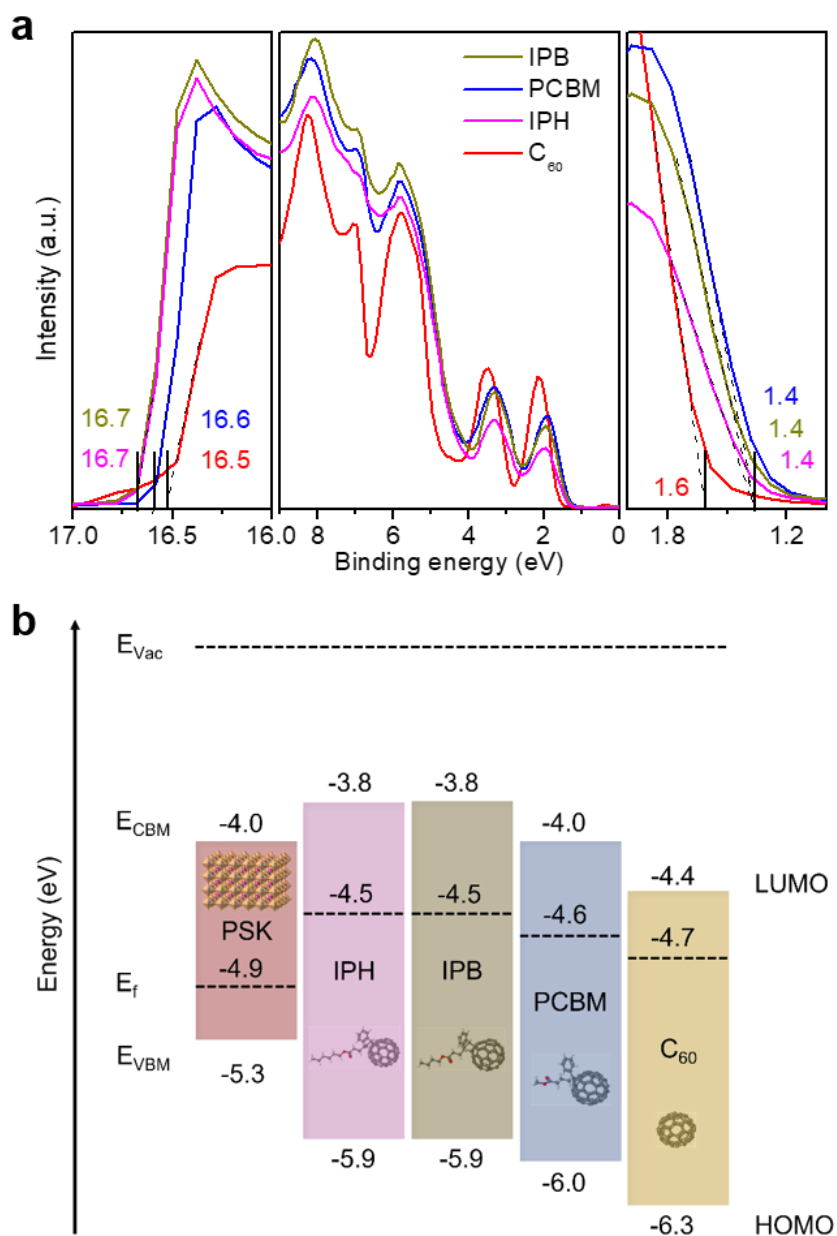 a
Intensity (a.u.)
IPB
PCBM
IPH
C₆₀
16.7
16.7
16.6
16.5
1.4
1.4
1.4
1.6
17.0 16.5 16.0 8 6 4 2 0 1.8 1.2
Binding energy (eV)
b
Energy (eV)
E_Vac
-3.8 -3.8
E_CBM -4.0 -4.0
-4.4 LUMO
-4.5 -4.5
-4.6
PSK -4.7
-4.9 IPH IPB
E_f PCBM
E_VBM C₆₀
-5.3
-5.9 -5.9
-6.0
-6.3 HOMO